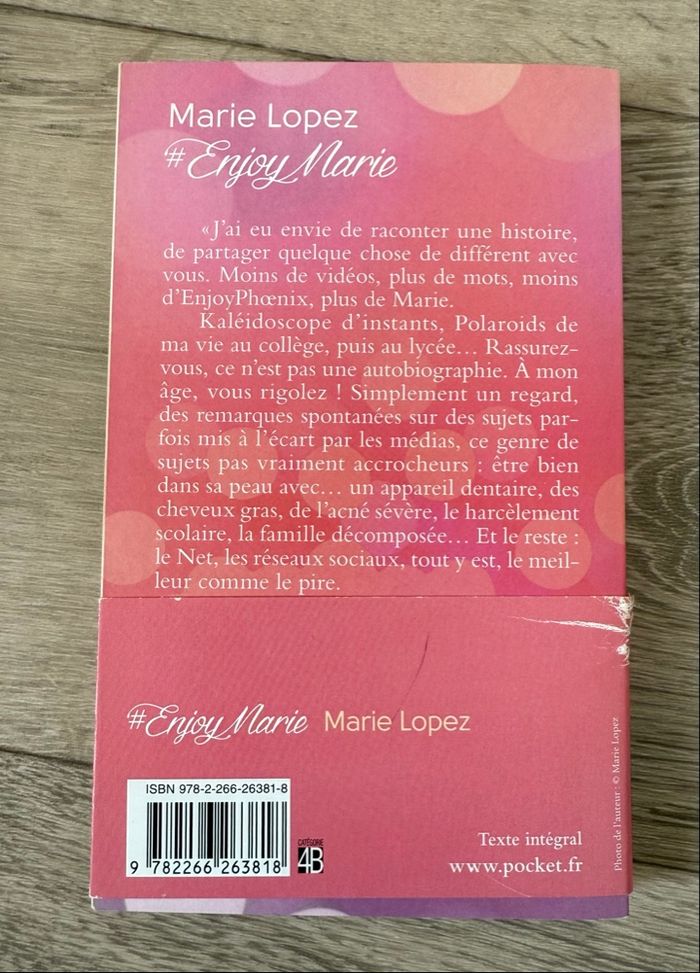 Marie Lopez
#EnjoyMarie
«J'ai eu envie de raconter une histoire,
de partager quelque chose de différent avec
vous. Moins de vidéos, plus de mots, moins
d'EnjoyPhœnix, plus de Marie.
Kaléidoscope d'instants, Polaroids de
ma vie au collège, puis au lycée… Rassurez-
vous, ce n'est pas une autobiographie. À mon
âge, vous rigolez ! Simplement un regard,
des remarques spontanées sur des sujets par-
fois mis à l'écart par les médias, ce genre de
sujets pas vraiment accrocheurs : être bien
dans sa peau avec… un appareil dentaire, des
cheveux gras, de l'acné sévère, le harcèlement
scolaire, la famille décomposée… Et le reste :
le Net, les réseaux sociaux, tout y est, le meil-
leur comme le pire.
#EnjoyMarie Marie Lopez
ISBN 978-2-266-26381-8
9 782266 263818
CATÉGORIE
4B
Texte intégral
www.pocket.fr
Photo de l'auteur : © Marie Lopez